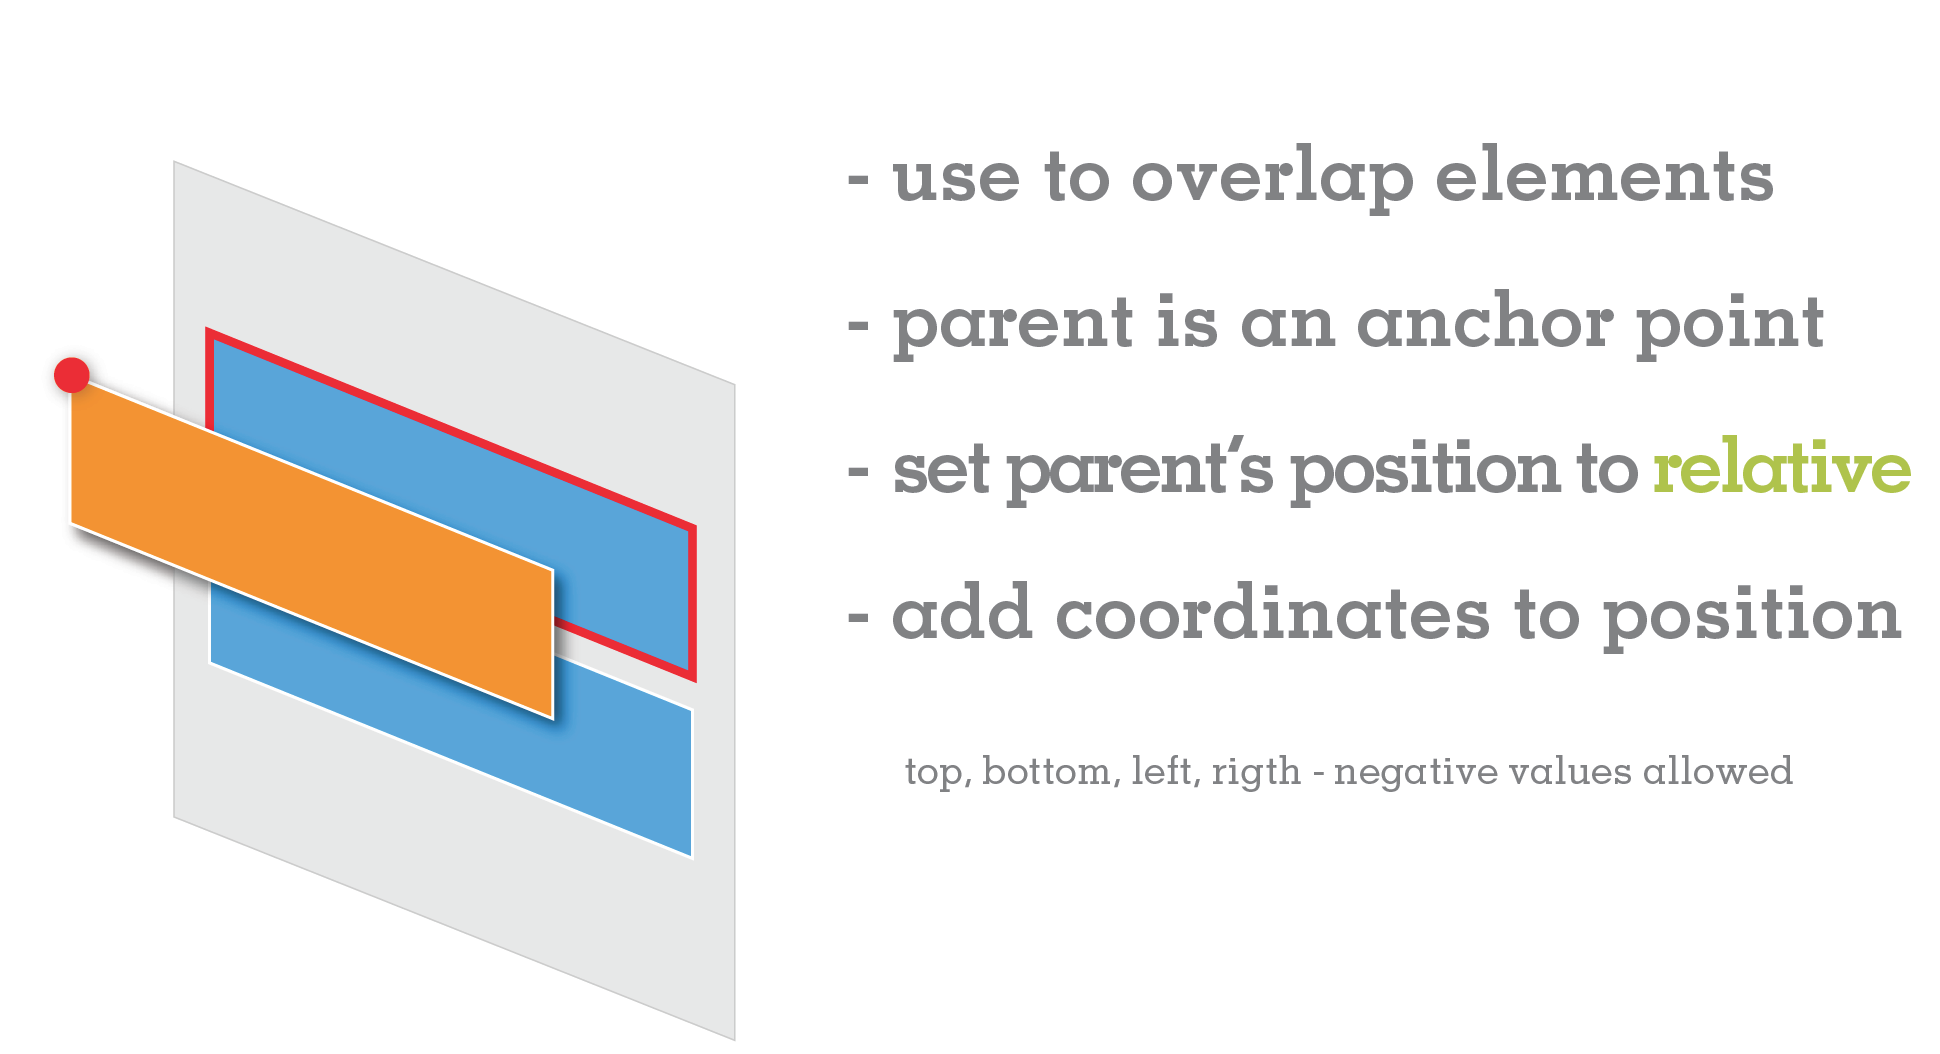 - use to overlap elements
- parent is an anchor point
- set parent’s position to relative
- add coordinates to position
top, bottom, left, rigth - negative values allowed